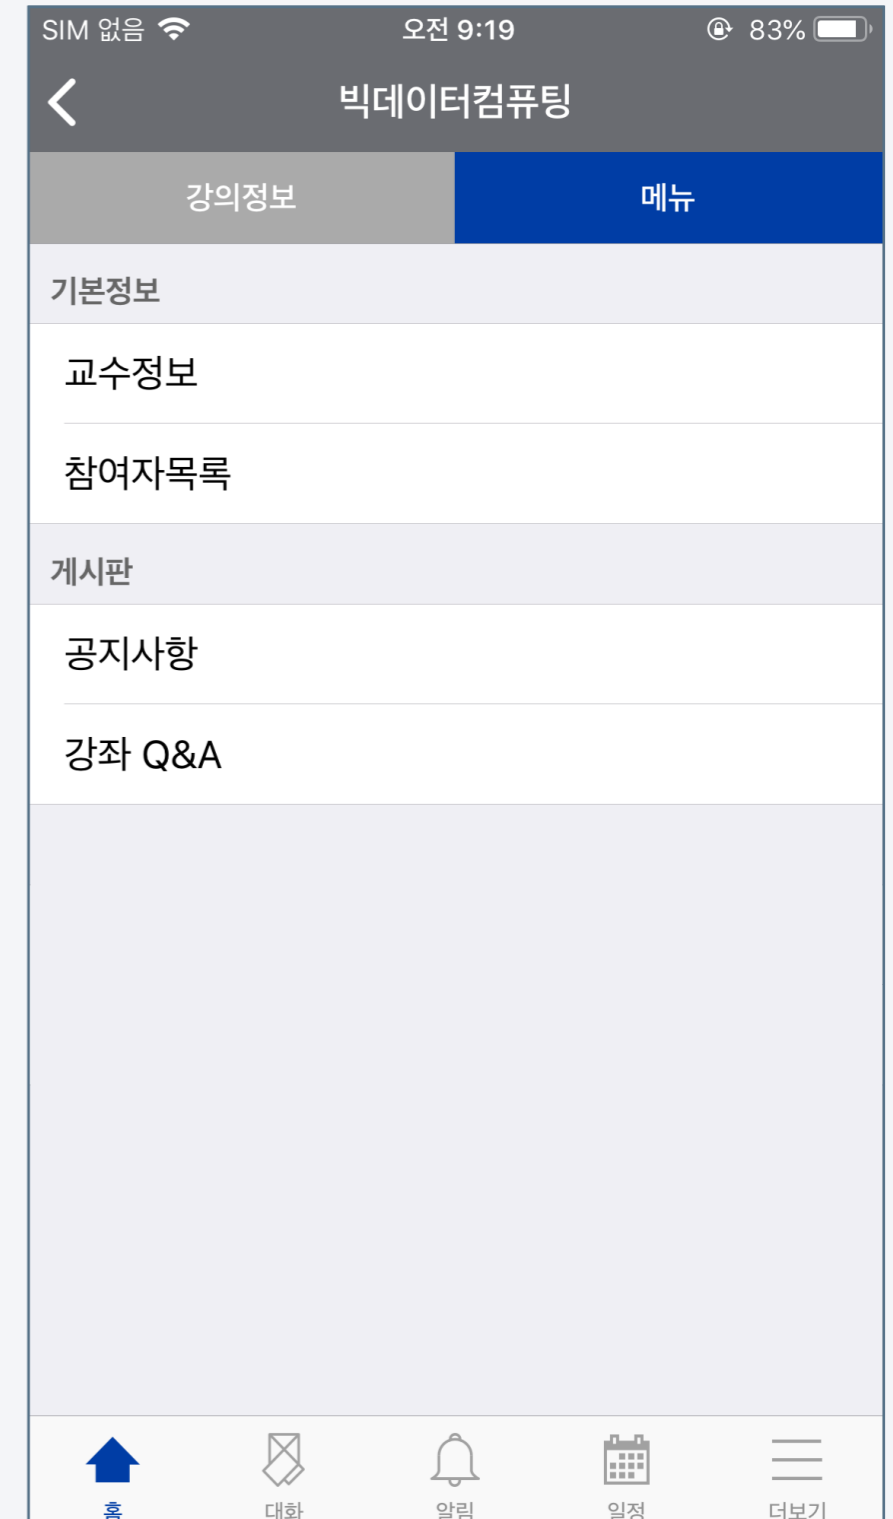 SIM 없음 오전 9:19 83%
빅데이터컴퓨팅
강의정보 메뉴
기본정보
교수정보
참여자목록
게시판
공지사항
강좌 Q&A
홈 대화 알림 일정 더보기